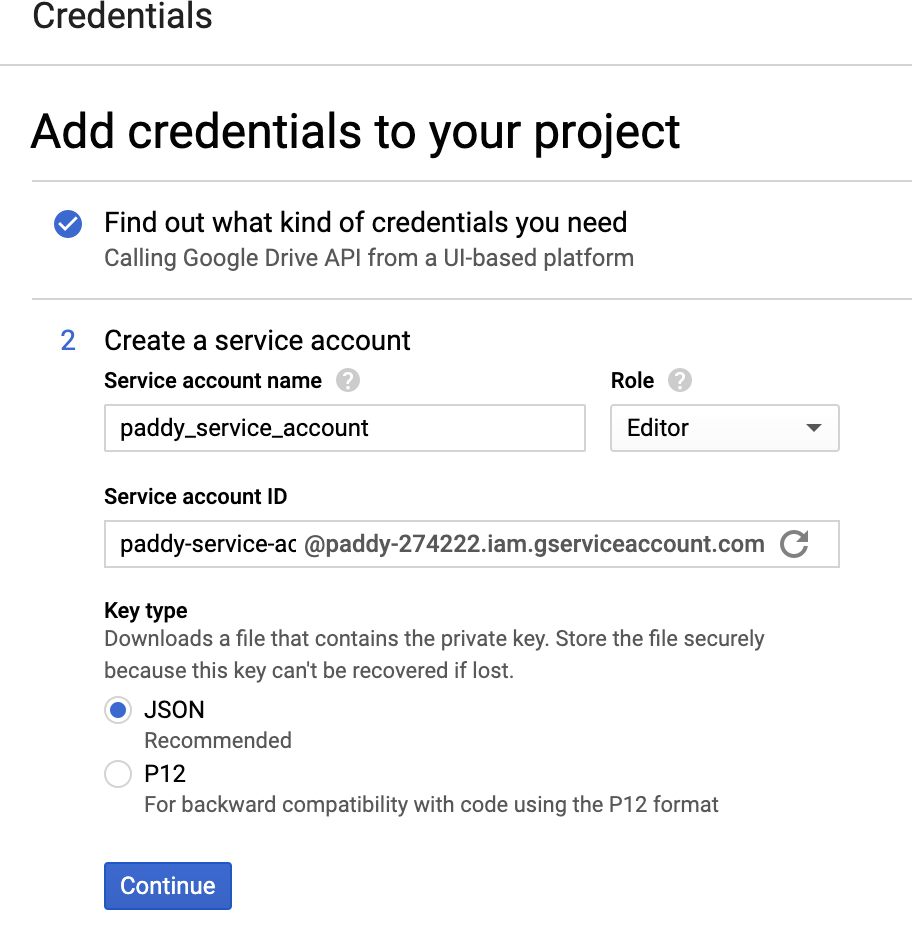 Credentials
Add credentials to your project
Find out what kind of credentials you need
Calling Google Drive API from a UI-based platform
2 Create a service account
Service account name ? Role ?
paddy_service_account Editor
Service account ID
paddy-service-ac @paddy-274222.iam.gserviceaccount.com
Key type
Downloads a file that contains the private key. Store the file securely
because this key can't be recovered if lost.
JSON
Recommended
P12
For backward compatibility with code using the P12 format
Continue